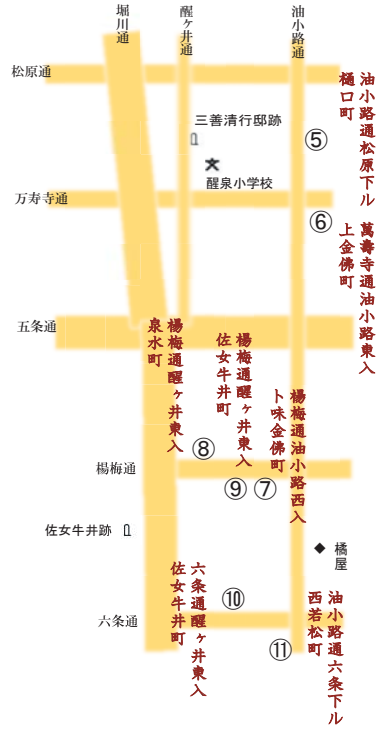 堀川通
醒ヶ井通
油小路通
松原通
油小路通松原下ル
樋口町
三善清行邸跡
⑤
醒泉小学校
万寿寺通
⑥
萬壽寺通油小路東入
上金佛町
五条通
楊梅通醒ヶ井東入
泉水町
楊梅通醒ヶ井東入
佐女牛井町
楊梅通油小路西入
卜味金佛町
⑧
楊梅通
⑨
⑦
佐女牛井跡
橘屋
六条通醒ヶ井東入
佐女牛井町
⑩
油小路通六条下ル
西若松町
六条通
⑪